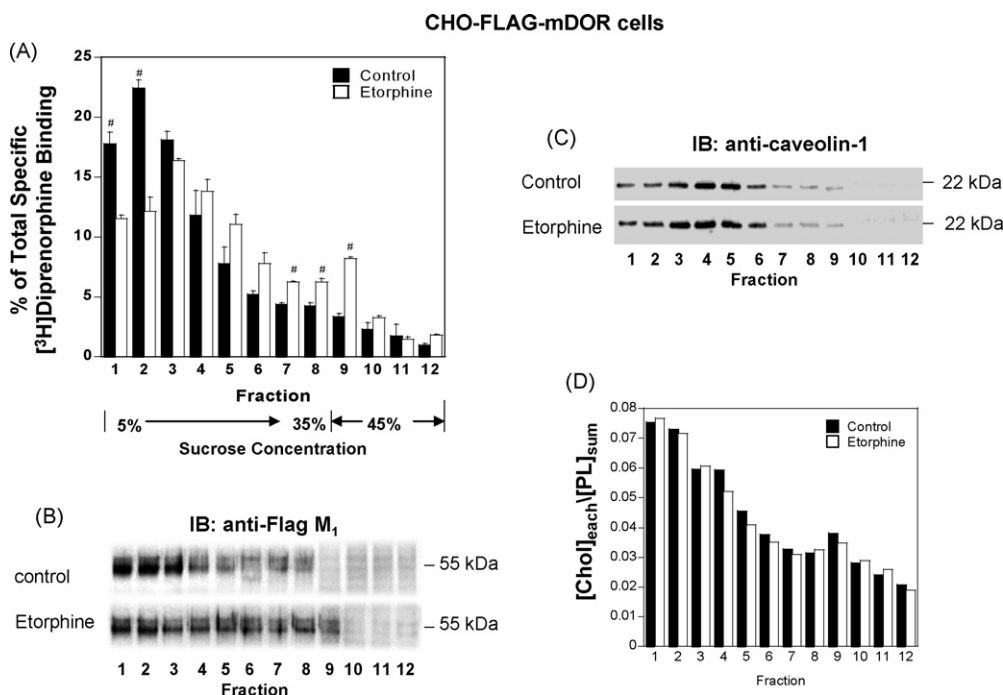 CHO-FLAG-mDOR cells
(A)
% of Total Specific
[³H]Diprenorphine Binding
25
20
15
10
5
0
Control
Etorphine
# # # # #
1 2 3 4 5 6 7 8 9 10 11 12
Fraction
5% 35% 45%
Sucrose Concentration
(B)
IB: anti-Flag M₁
control
55 kDa
Etorphine
55 kDa
1 2 3 4 5 6 7 8 9 10 11 12
Fraction
(C)
IB: anti-caveolin-1
Control
22 kDa
Etorphine
22 kDa
1 2 3 4 5 6 7 8 9 10 11 12
Fraction
(D)
[Chol]each\[PL]sum
0.08
0.07
0.06
0.05
0.04
0.03
0.02
0.01
0
Control
Etorphine
1 2 3 4 5 6 7 8 9 10 11 12
Fraction